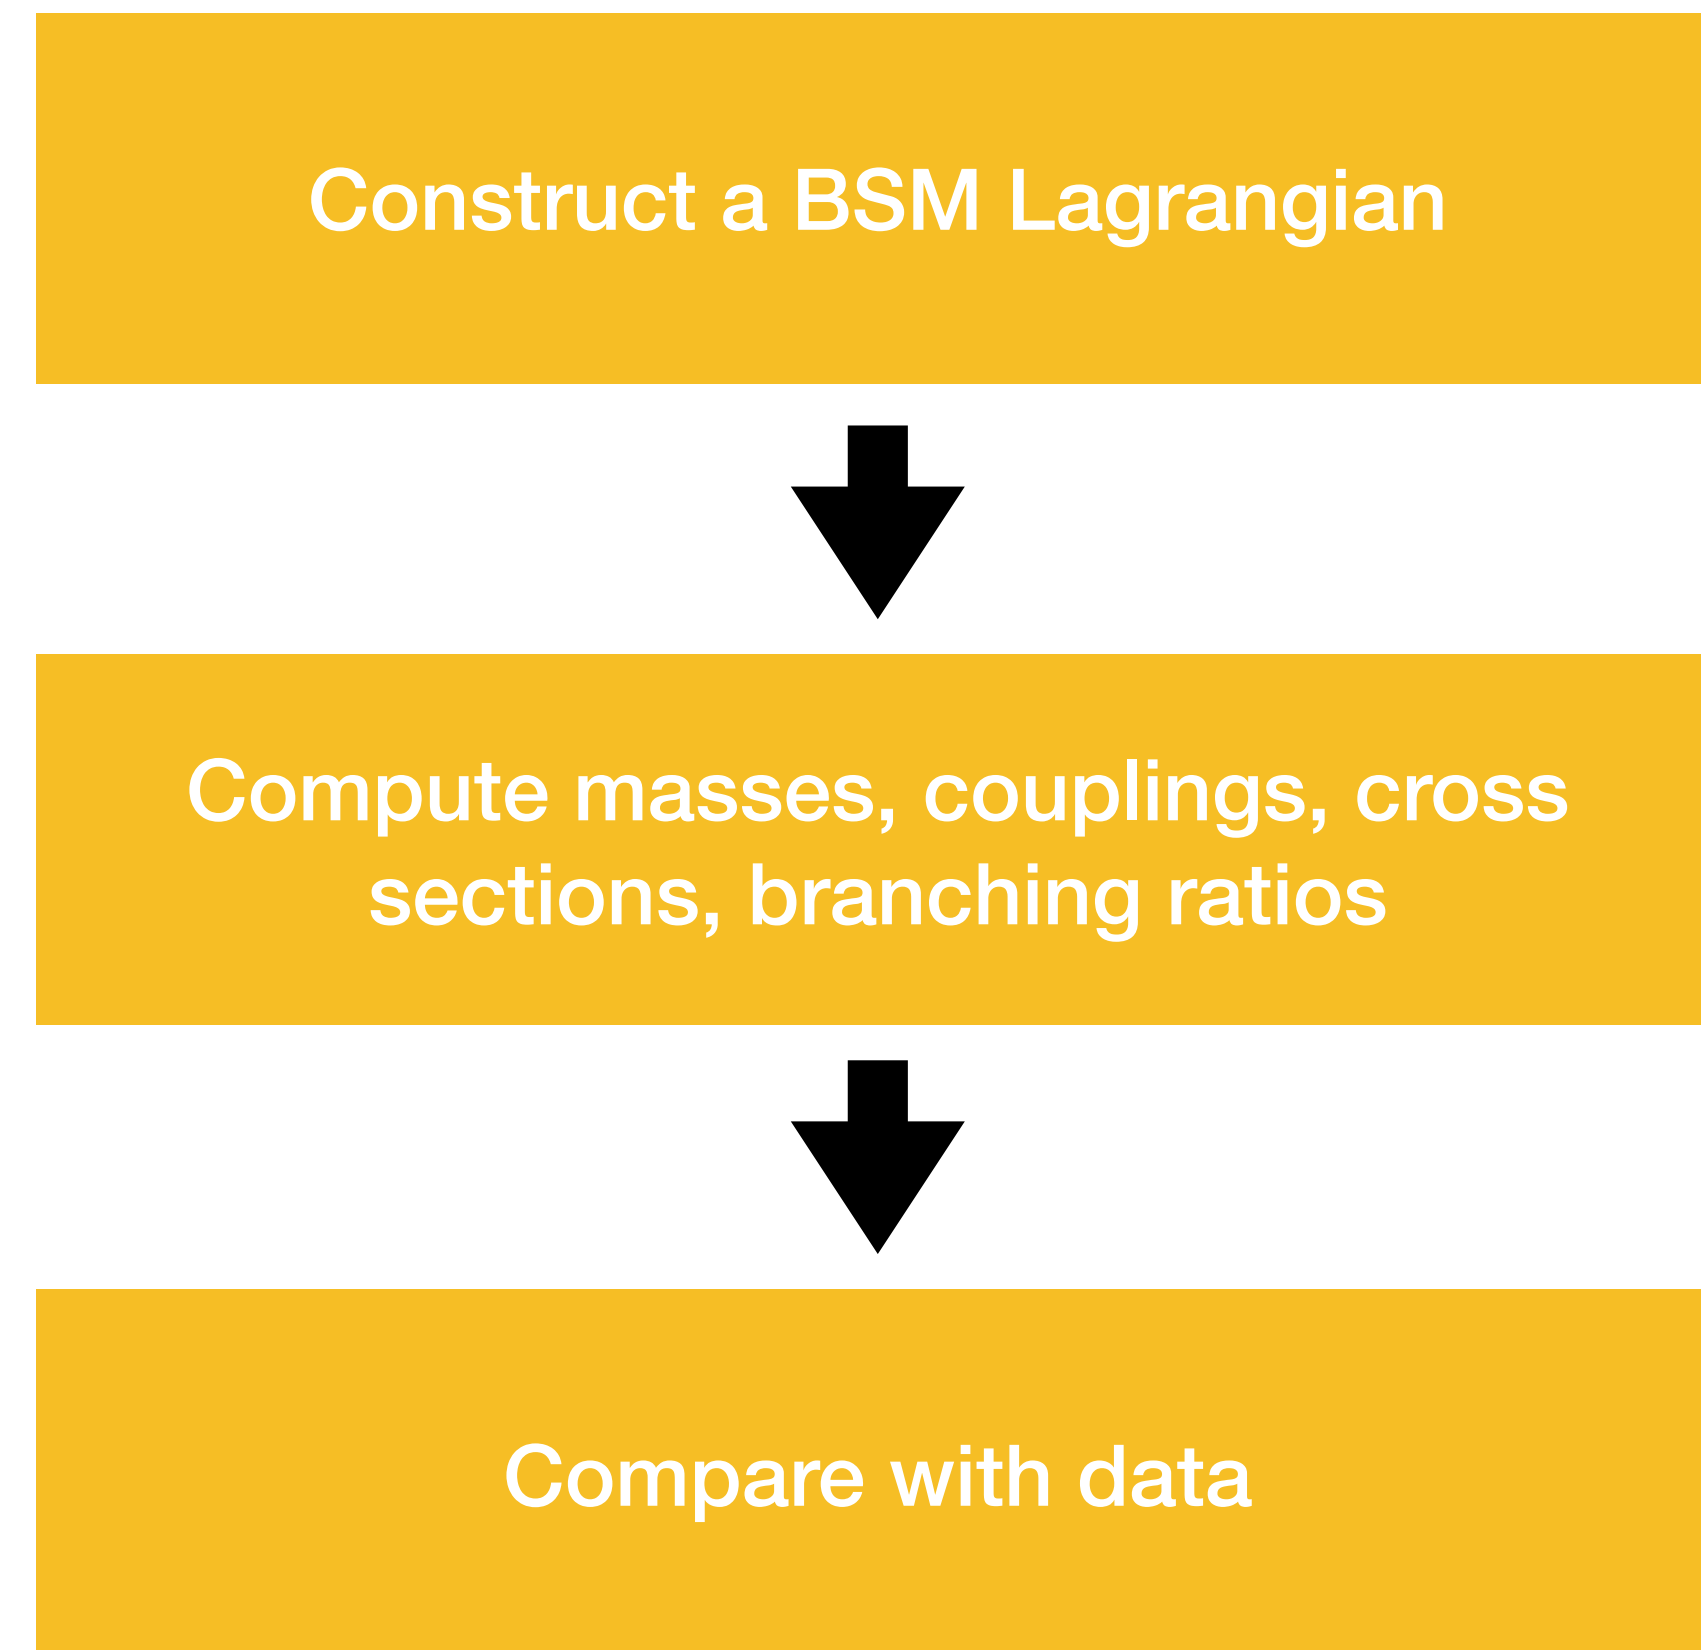 Construct a BSM Lagrangian
Compute masses, couplings, cross
sections, branching ratios
Compare with data